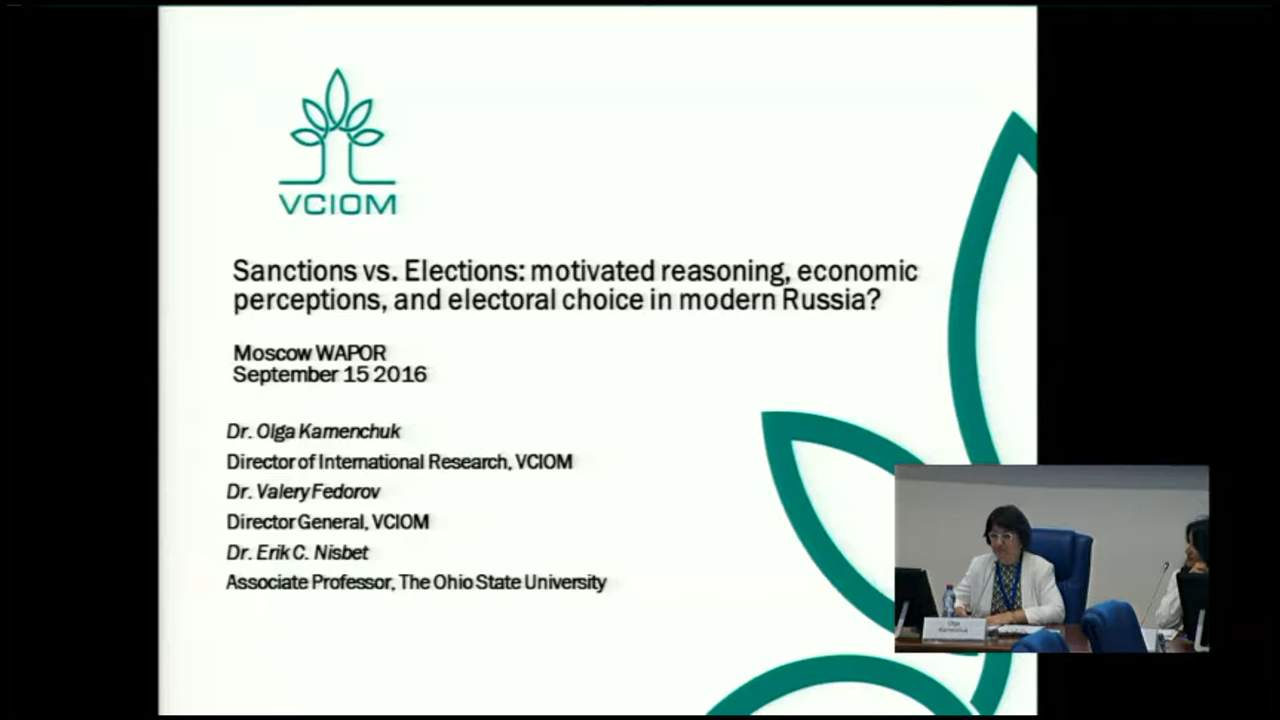 VCIOM
Sanctions vs. Elections: motivated reasoning, economic
perceptions, and electoral choice in modern Russia?
Moscow WAPOR
September 15 2016
Dr. Olga Kamenchuk
Director of International Research, VCIOM
Dr. Valery Fedorov
Director General, VCIOM
Dr. Erik C. Nisbet
Associate Professor, The Ohio State University
Olga
Kamenchuk